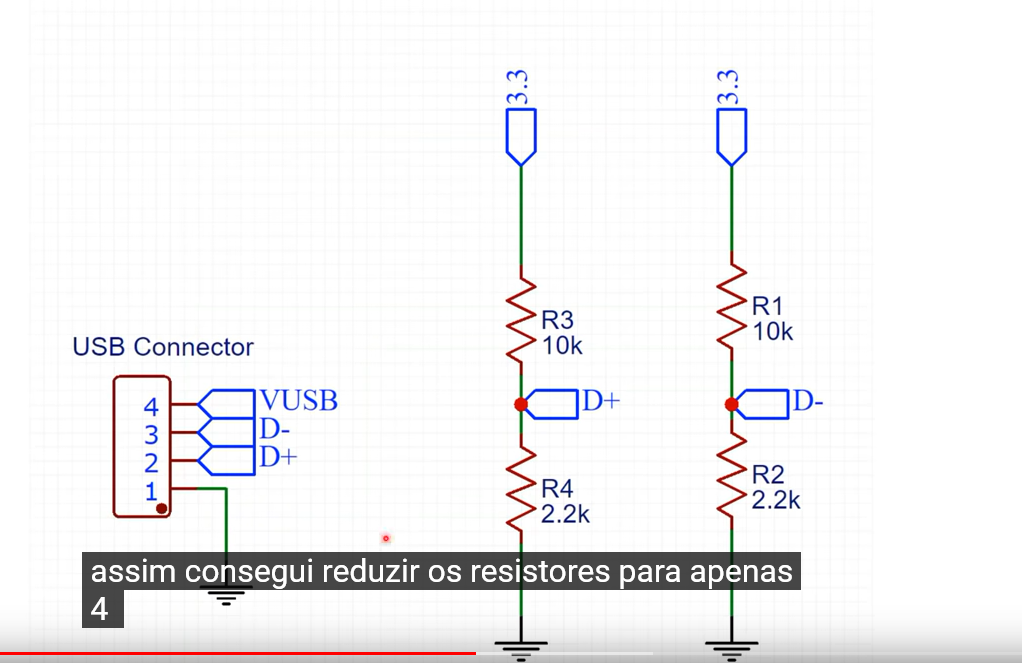 3.3
3.3
R3
10k
R1
10k
USB Connector
4
VUSB
3
D-
2
D+
1
D+
D-
R4
2.2k
R2
2.2k
assim consegui reduzir os resistores para apenas
4